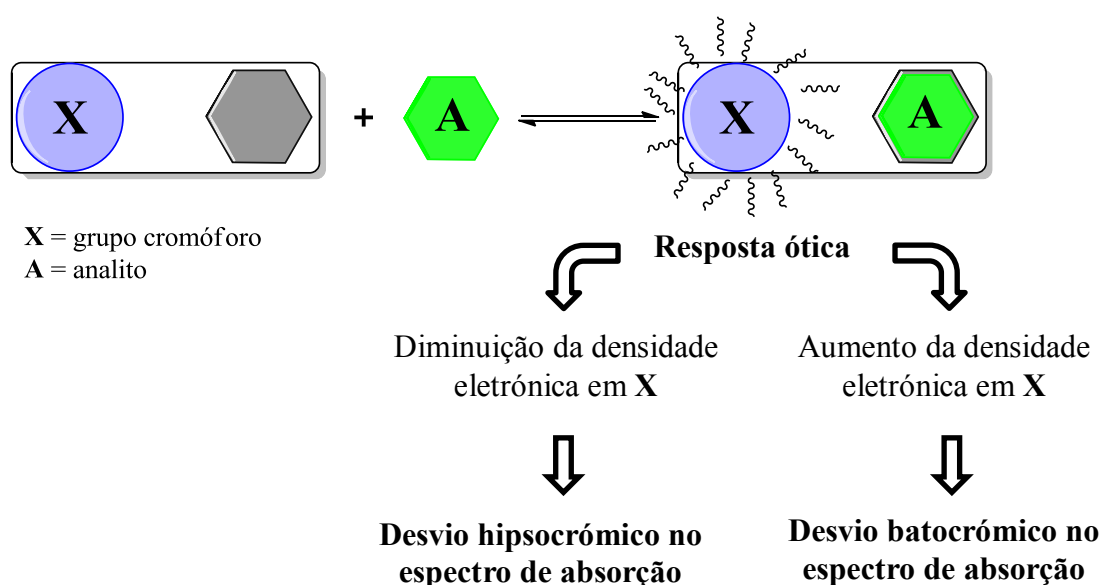 X
+
A
X
A
X = grupo cromóforo
A = analito
Resposta ótica
Diminuição da densidade
eletrónica em X
Aumento da densidade
eletrónica em X
Desvio hipsocrómico no
espectro de absorção
Desvio batocrómico no
espectro de absorção